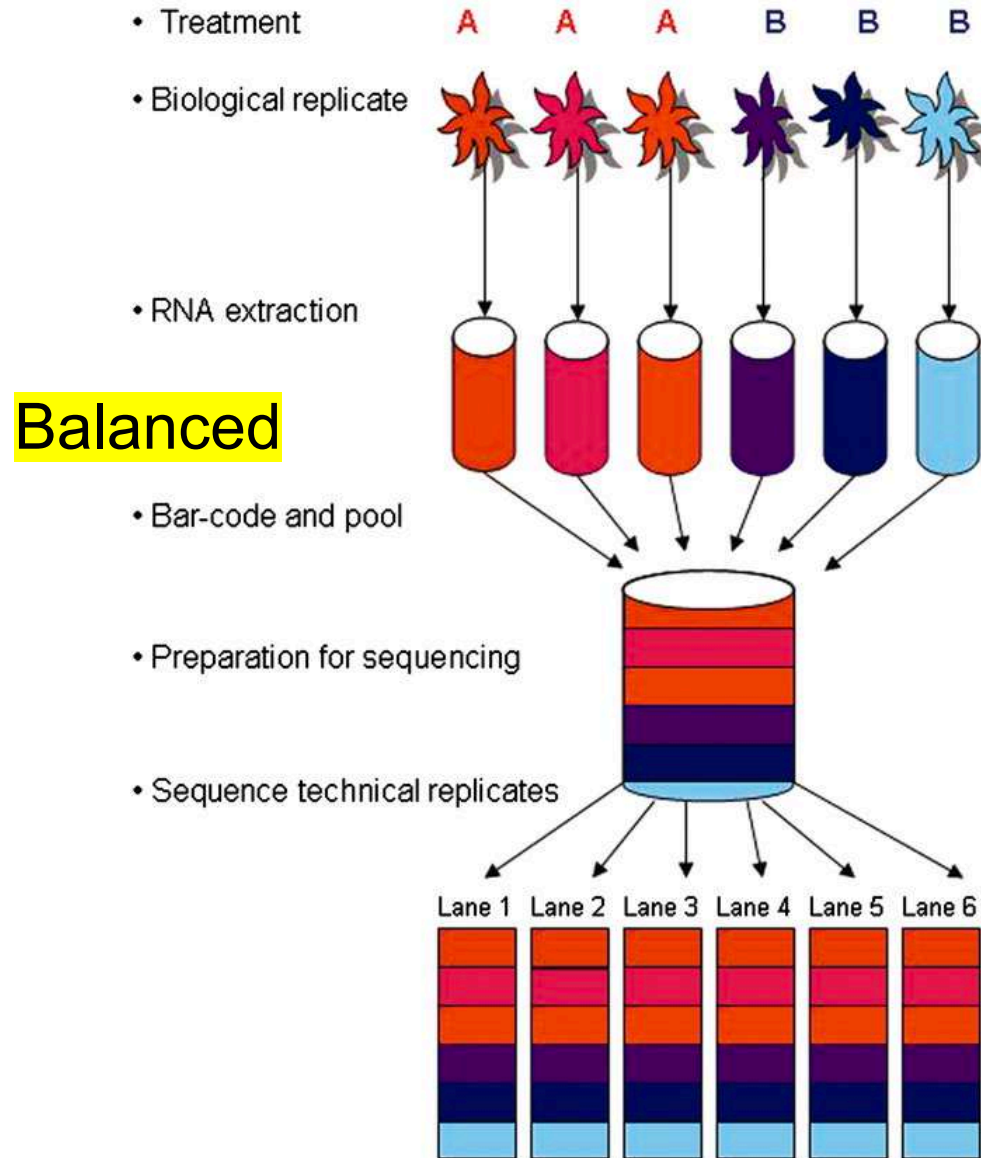 • Treatment A A A B B B
• Biological replicate
• RNA extraction
Balanced
• Bar-code and pool
• Preparation for sequencing
• Sequence technical replicates
Lane 1 Lane 2 Lane 3 Lane 4 Lane 5 Lane 6